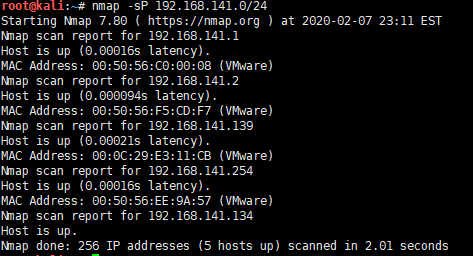 root@kali:~# nmap -sP 192.168.141.0/24
Starting Nmap 7.80 ( https://nmap.org ) at 2020-02-07 23:11 EST
Nmap scan report for 192.168.141.1
Host is up (0.00016s latency).
MAC Address: 00:50:56:C0:00:08 (VMware)
Nmap scan report for 192.168.141.2
Host is up (0.000094s latency).
MAC Address: 00:50:56:F5:CD:F7 (VMware)
Nmap scan report for 192.168.141.139
Host is up (0.00021s latency).
MAC Address: 00:0C:29:E3:11:CB (VMware)
Nmap scan report for 192.168.141.254
Host is up (0.00016s latency).
MAC Address: 00:50:56:EE:9A:57 (VMware)
Nmap scan report for 192.168.141.134
Host is up.
Nmap done: 256 IP addresses (5 hosts up) scanned in 2.01 seconds